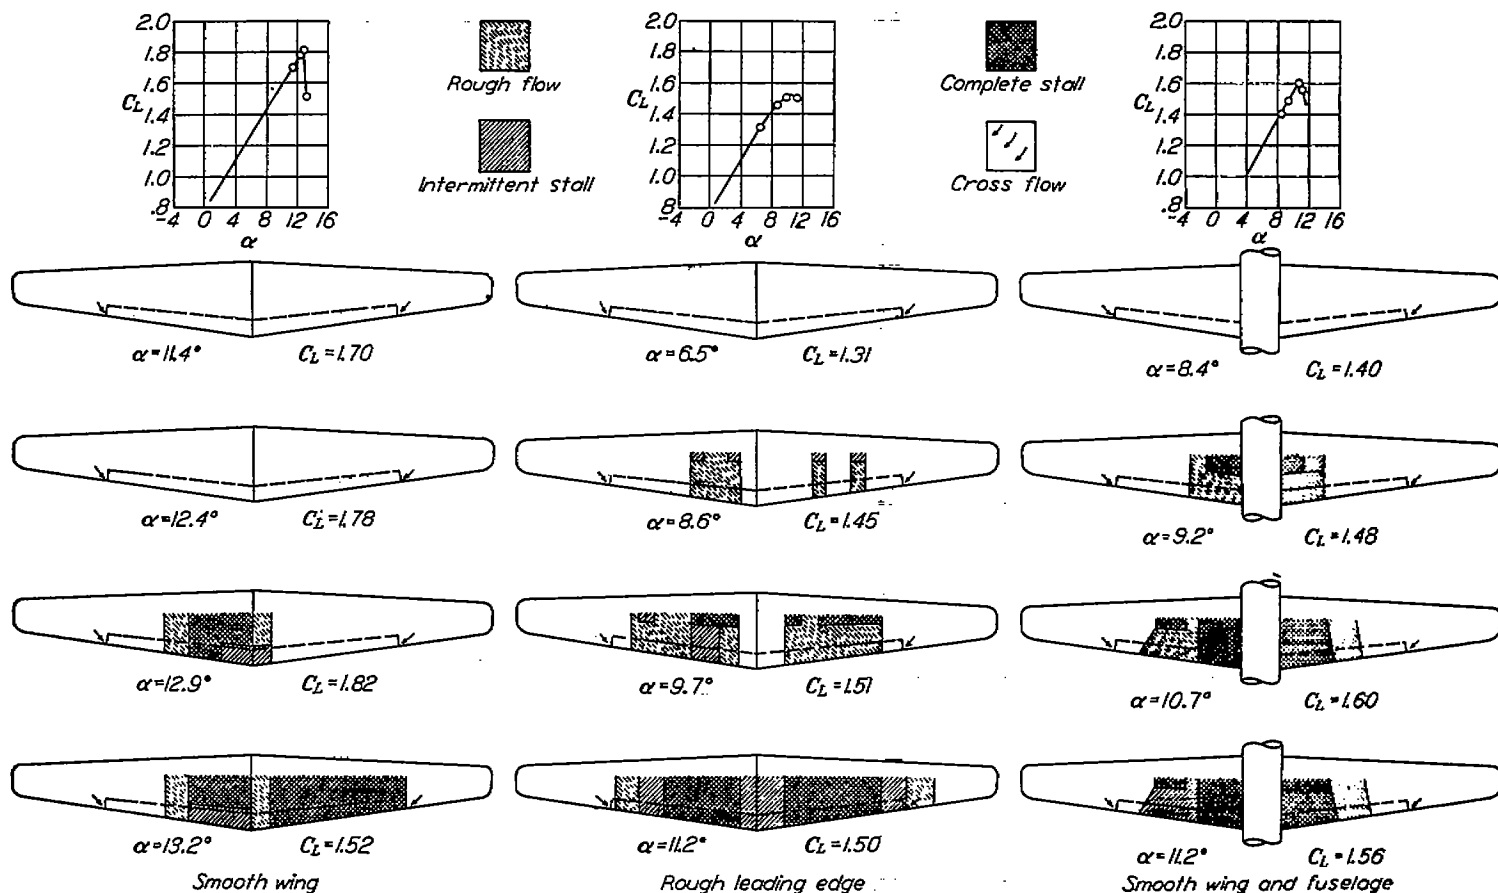 2.0
1.8
1.6
C_L 1.4
1.2
1.0
.8
-4 0 4 8 12 16
α
Rough flow
Intermittent stall
2.0
1.8
1.6
C_L 1.4
1.2
1.0
.8
-4 0 4 8 12 16
α
Complete stall
Cross flow
2.0
1.8
1.6
C_L 1.4
1.2
1.0
.8
-4 0 4 8 12 16
α
α=11.4° C_L=1.70
α=6.5° C_L=1.31
α=8.4° C_L=1.40
α=12.4° C_L=1.78
α=8.6° C_L=1.45
α=9.2° C_L=1.48
α=12.9° C_L=1.82
α=9.7° C_L=1.51
α=10.7° C_L=1.60
α=13.2° C_L=1.52
α=11.2° C_L=1.50
α=11.2° C_L=1.56
Smooth wing
Rough leading edge
Smooth wing and fuselage